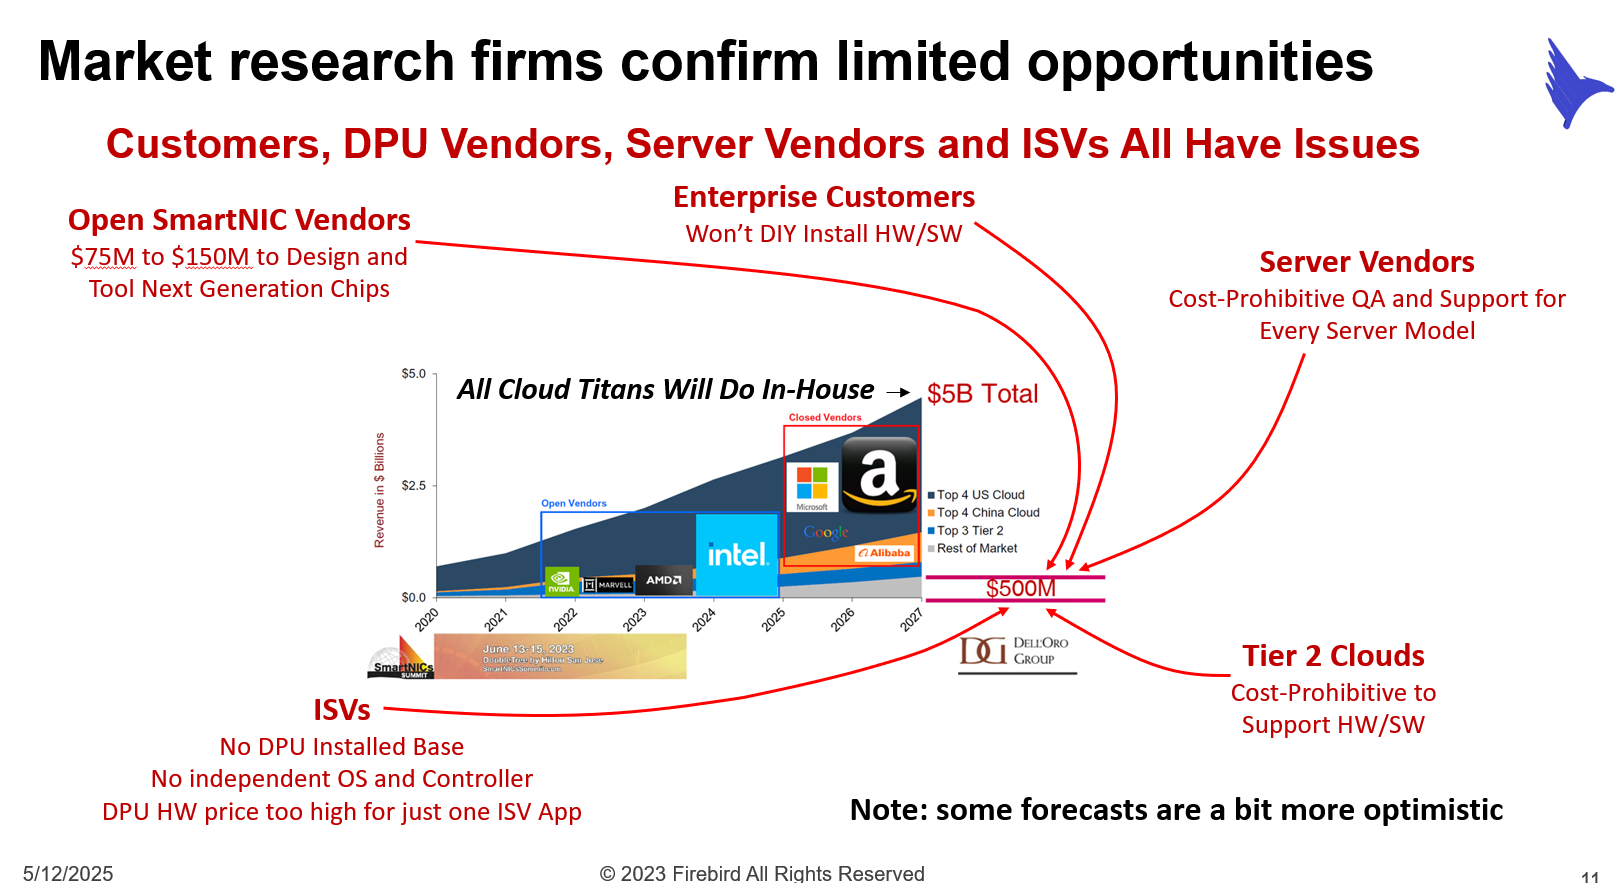 Market research firms confirm limited opportunities
Customers, DPU Vendors, Server Vendors and ISVs All Have Issues
Open SmartNIC Vendors
$75M to $150M to Design and
Tool Next Generation Chips
Enterprise Customers
Won't DIY Install HW/SW
Server Vendors
Cost-Prohibitive QA and Support for
Every Server Model
All Cloud Titans Will Do In-House
$5B Total
Revenue in $ Billions
$5.0
$2.5
$0.0
Closed Vendors
Open Vendors
Microsoft
a
Google
Alibaba
NVIDIA
MARVELL
AMD
intel.
Top 4 US Cloud
Top 4 China Cloud
Top 3 Tier 2
Rest of Market
2020
2021
2022
2023
2024
2025
2026
2027
$500M
SmartNICs
SUMMIT
June 13-15, 2023
DoubleTree by Hilton San Jose
SmartNICsSummit.com
DG
DELL'ORO
GROUP
Tier 2 Clouds
Cost-Prohibitive to
Support HW/SW
ISVs
No DPU Installed Base
No independent OS and Controller
DPU HW price too high for just one ISV App
Note: some forecasts are a bit more optimistic
5/12/2025
© 2023 Firebird All Rights Reserved
11